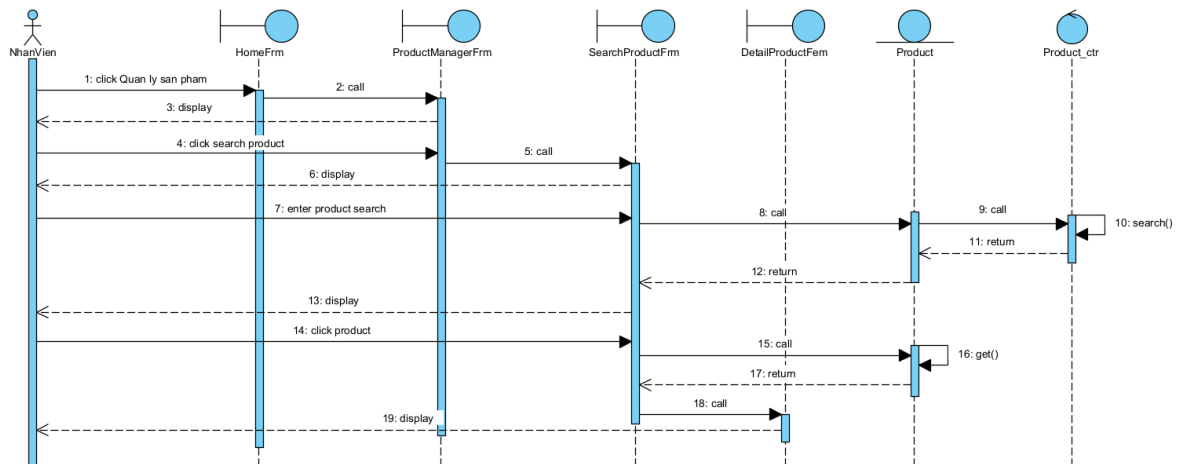 NhanVien
HomeFrm
ProductManagerFrm
SearchProductFrm
DetailProductFem
Product
Product_ctr
1: click Quan ly san pham
2: call
3: display
4: click search product
5: call
6: display
7: enter product search
8: call
9: call
10: search()
11: return
12: return
13: display
14: click product
15: call
16: get()
17: return
18: call
19: display